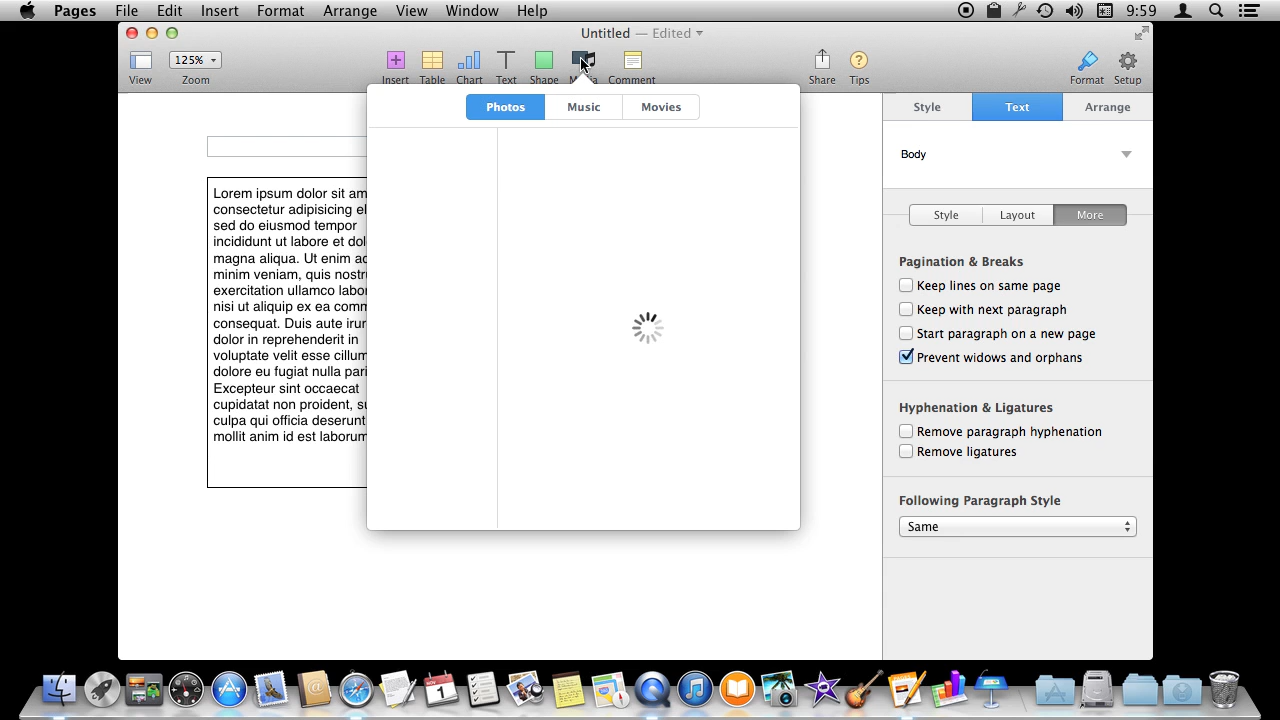 Pages File Edit Insert Format Arrange View Window Help 9:59
Untitled — Edited
125%
View Zoom Insert Table Chart Text Shape Comment Share Tips Format Setup
Photos Music Movies
Style Text Arrange
Body
Style Layout More
Lorem ipsum dolor sit am
consectetur adipisicing el
sed do eiusmod tempor
incididunt ut labore et dol
magna aliqua. Ut enim ad
minim veniam, quis nostr
exercitation ullamco labor
nisi ut aliquip ex ea comm
consequat. Duis aute irur
dolor in reprehenderit in
voluptate velit esse cillum
dolore eu fugiat nulla pari
Excepteur sint occaecat
cupidatat non proident, su
culpa qui officia deserunt
mollit anim id est laborum
Pagination & Breaks
Keep lines on same page
Keep with next paragraph
Start paragraph on a new page
Prevent widows and orphans
Hyphenation & Ligatures
Remove paragraph hyphenation
Remove ligatures
Following Paragraph Style
Same
1